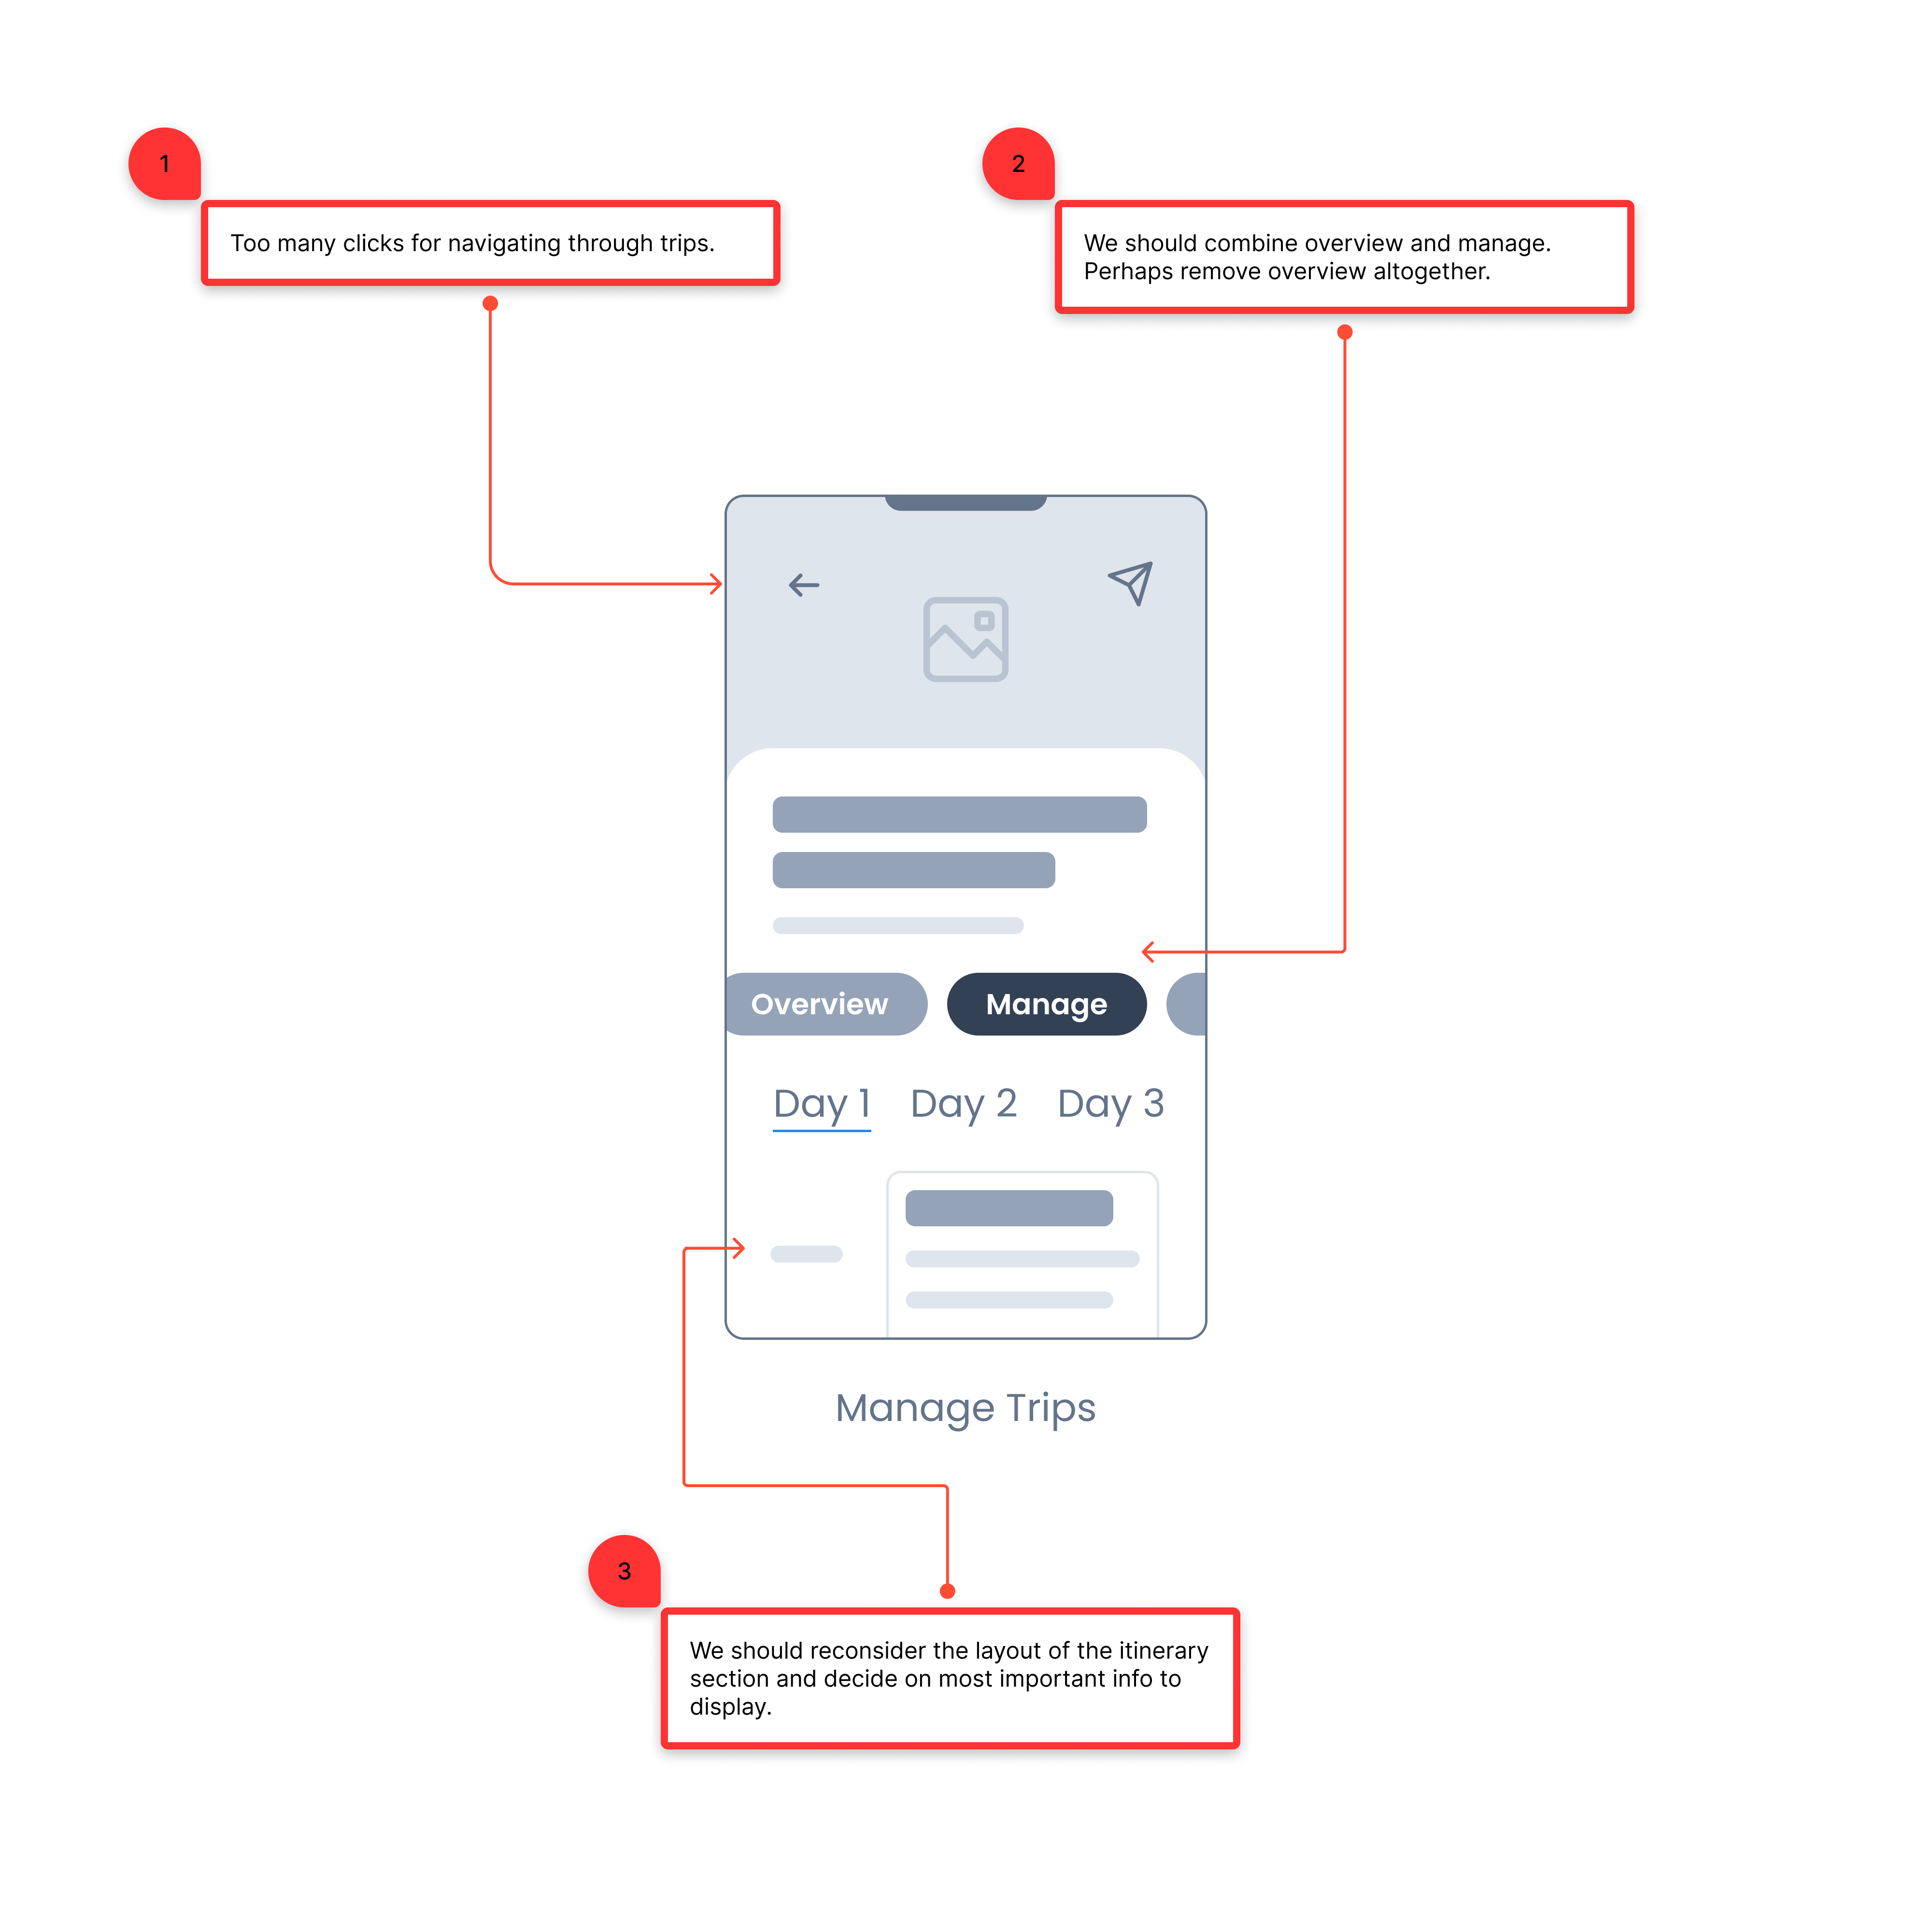 1
Too many clicks for navigating through trips.
2
We should combine overview and manage.
Perhaps remove overview altogether.
Overview
Manage
Day 1
Day 2
Day 3
Manage Trips
3
We should reconsider the layout of the itinerary
section and decide on most important info to
display.